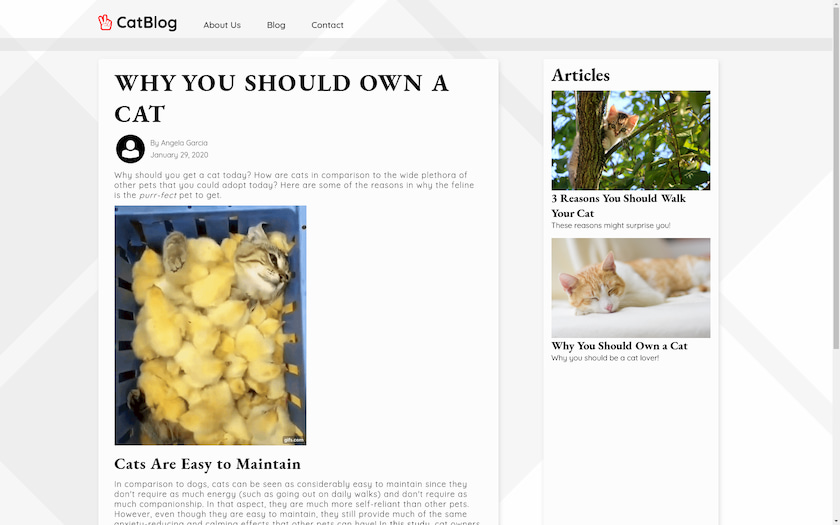 CatBlog
About Us
Blog
Contact
WHY YOU SHOULD OWN A
CAT
By Angela Garcia
January 29, 2020
Why should you get a cat today? How are cats in comparison to the wide plethora of
other pets that you could adopt today? Here are some of the reasons in why the feline
is the purr-fect pet to get.
gifs.com
Cats Are Easy to Maintain
In comparison to dogs, cats can be seen as considerably easy to maintain since they
don't require as much energy (such as going out on daily walks) and don't require as
much companionship. In that aspect, they are much more self-reliant than other pets.
However, even though they are easy to maintain, they still provide much of the same
anxiety-reducing and calming effects that other pets can have! In this study, cat owners
Articles
3 Reasons You Should Walk
Your Cat
These reasons might surprise you!
Why You Should Own a Cat
Why you should be a cat lover!